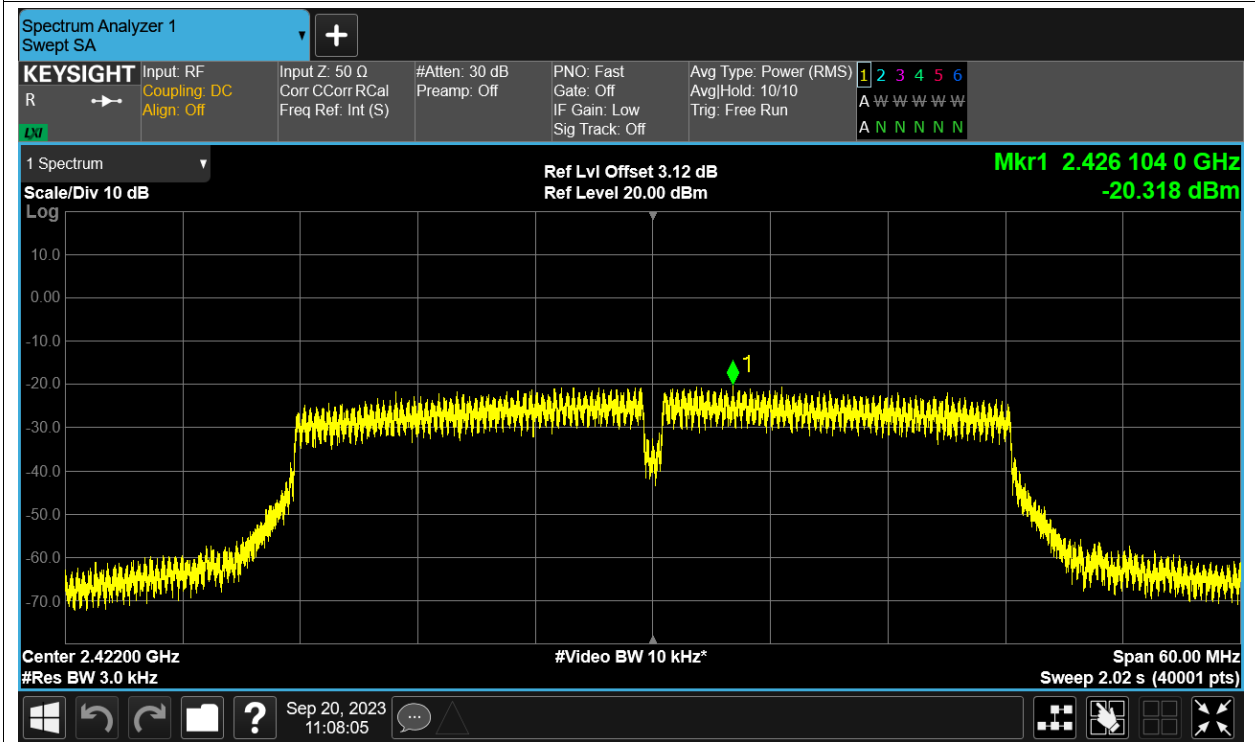 Spectrum Analyzer 1
Swept SA
KEYSIGHT
R
LXI
Input: RF
Coupling: DC
Align: Off
Input Z: 50 Ω
Corr CCorr RCal
Freq Ref: Int (S)
#Atten: 30 dB
Preamp: Off
PNO: Fast
Gate: Off
IF Gain: Low
Sig Track: Off
Avg Type: Power (RMS)
Avg|Hold: 10/10
Trig: Free Run
1 2 3 4 5 6
A W W W W W
A N N N N N
1 Spectrum
Scale/Div 10 dB
Log
Ref Lvl Offset 3.12 dB
Ref Level 20.00 dBm
Mkr1 2.426 104 0 GHz
-20.318 dBm
10.0
0.00
-10.0
-20.0
-30.0
-40.0
-50.0
-60.0
-70.0
1
Center 2.42200 GHz
#Res BW 3.0 kHz
#Video BW 10 kHz*
Span 60.00 MHz
Sweep 2.02 s (40001 pts)
?
Sep 20, 2023
11:08:05